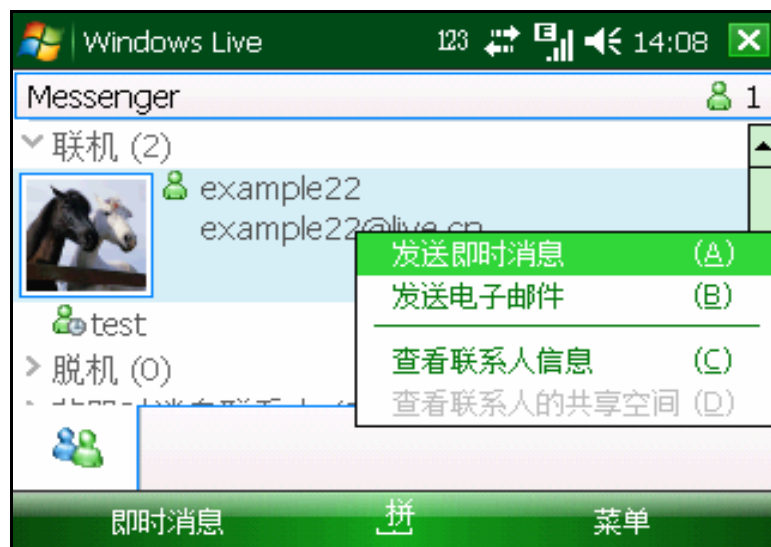 Windows Live 123 E 14:08
Messenger 1
联机 (2)
example22
example22@live.cn
发送即时消息 (A)
发送电子邮件 (B)
test
查看联系人信息 (C)
脱机 (0)
查看联系人的共享空间 (D)
即时消息 拼 菜单